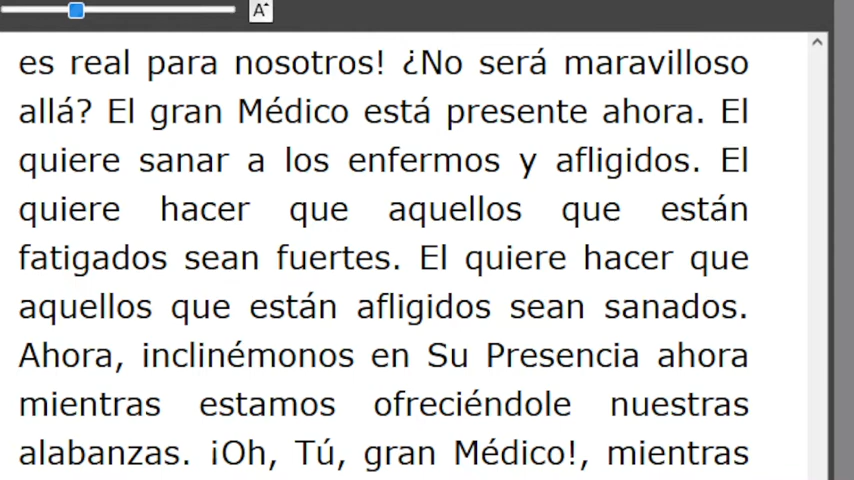 A
es real para nosotros! ¿No será maravilloso
allá? El gran Médico está presente ahora. El
quiere sanar a los enfermos y afligidos. El
quiere hacer que aquellos que están
fatigados sean fuertes. El quiere hacer que
aquellos que están afligidos sean sanados.
Ahora, inclinémonos en Su Presencia ahora
mientras estamos ofreciéndole nuestras
alabanzas. ¡Oh, Tú, gran Médico!, mientras